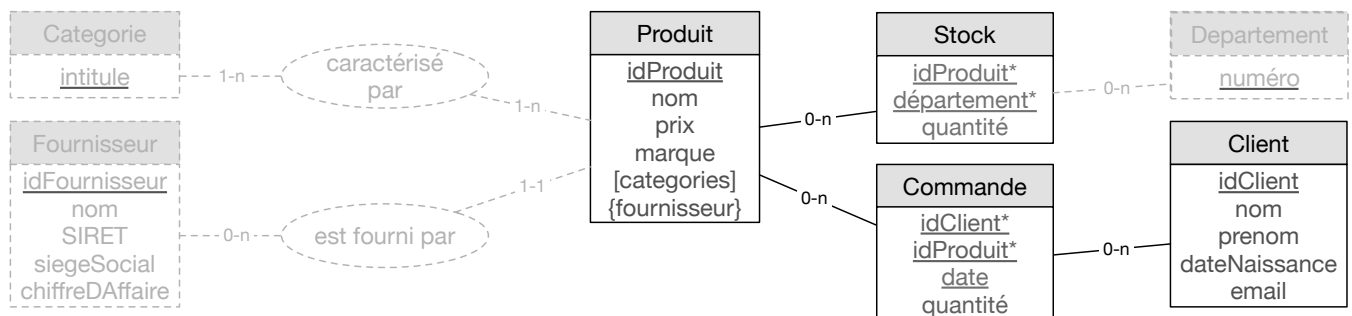 Categorie
intitule
1-n
caractérisé
par
1-n
Fournisseur
idFournisseur
nom
SIRET
siegeSocial
chiffreDAffaire
0-n
est fourni par
1-1
Produit
idProduit
nom
prix
marque
[categories]
{fournisseur}
0-n
0-n
Stock
idProduit*
département*
quantité
0-n
Departement
numéro
Commande
idClient*
idProduit*
date
quantité
0-n
Client
idClient
nom
prenom
dateNaissance
email